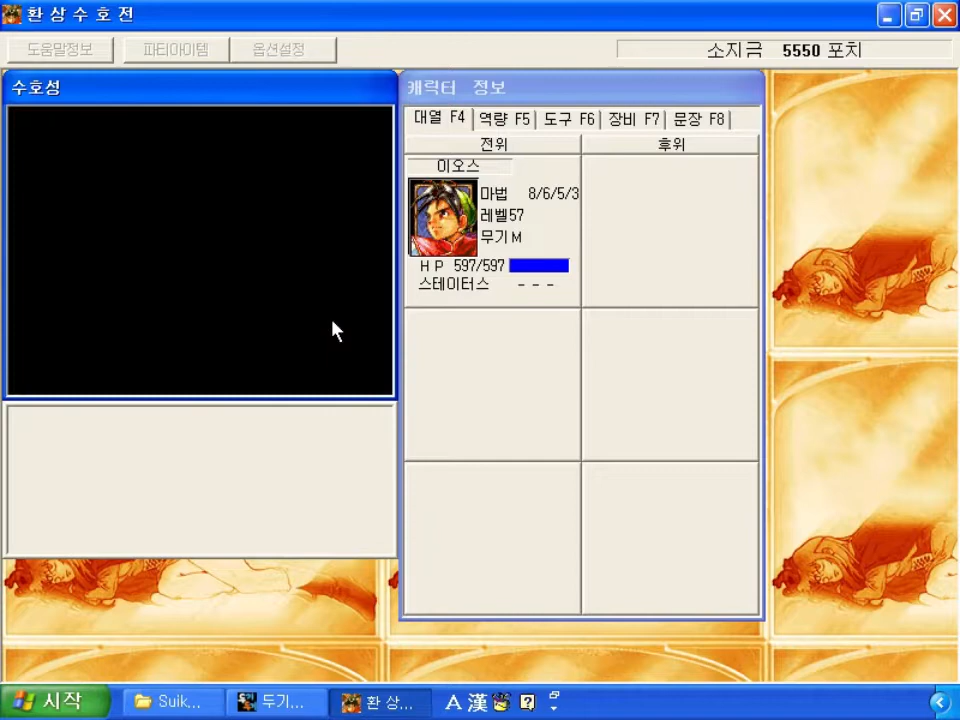 환상수호전
도움말정보 파티아이템 옵션설정 소지금 5550 포치
수호성
캐릭터 정보
대열 F4 역량 F5 도구 F6 장비 F7 문장 F8
전위 후위
이오스
마법 8/6/5/3
레벨57
무기M
HP 597/597
스테이터스 ---
시작 Suik... 두기... 환상... A 漢 ?